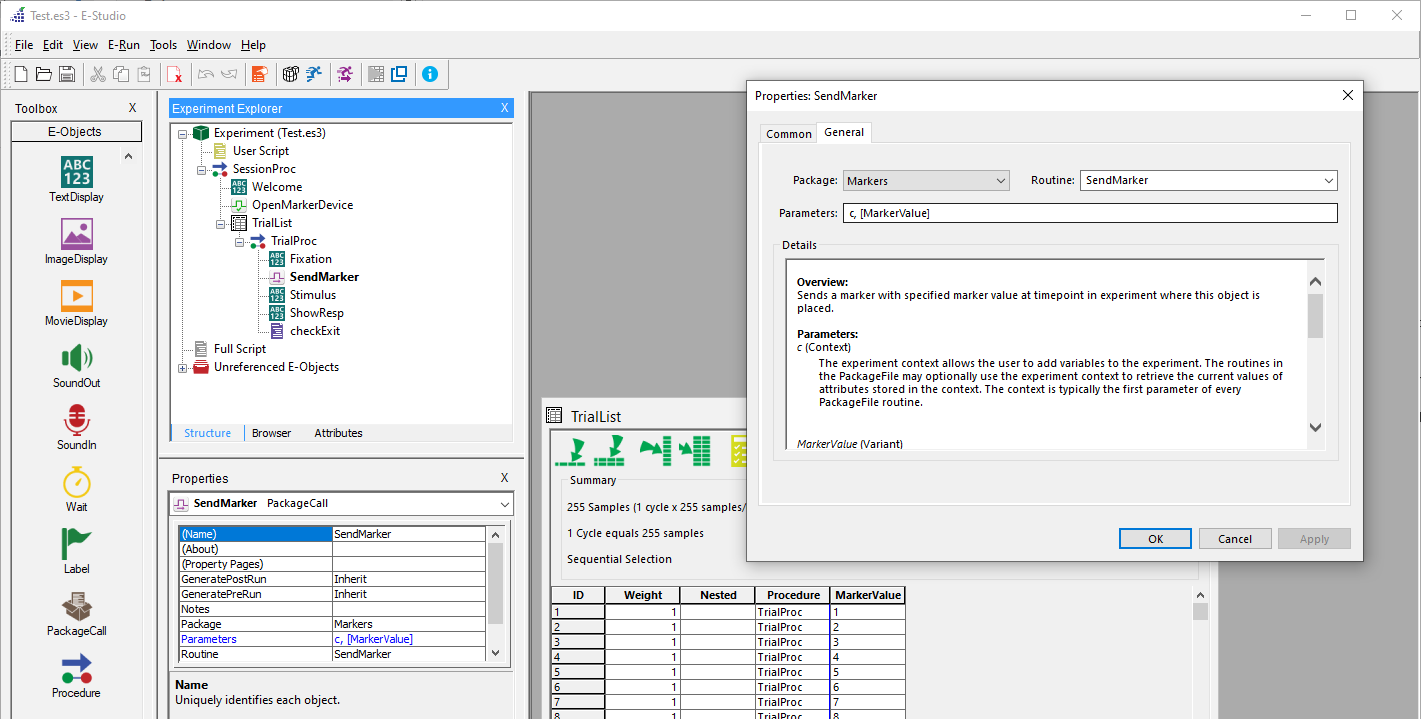 Test.es3 - E-Studio
File Edit View E-Run Tools Window Help
Toolbox X
E-Objects
ABC
123
TextDisplay
ImageDisplay
MovieDisplay
SoundOut
SoundIn
Wait
Label
PackageCall
Procedure
Experiment Explorer X
Experiment (Test.es3)
User Script
SessionProc
ABC 123 Welcome
OpenMarkerDevice
TrialList
TrialProc
ABC 123 Fixation
SendMarker
ABC 123 Stimulus
ABC 123 ShowResp
checkExit
Full Script
Unreferenced E-Objects
Structure Browser Attributes
Properties X
SendMarker PackageCall
(Name) SendMarker
(About)
(Property Pages)
GeneratePostRun Inherit
GeneratePreRun Inherit
Notes
Package Markers
Parameters c, [MarkerValue]
Routine SendMarker
Name
Uniquely identifies each object.
TrialList
Summary
255 Samples (1 cycle x 255 samples/
1 Cycle equals 255 samples
Sequential Selection
ID Weight Nested Procedure MarkerValue
1 1 TrialProc 1
2 1 TrialProc 2
3 1 TrialProc 3
4 1 TrialProc 4
5 1 TrialProc 5
6 1 TrialProc 6
7 1 TrialProc 7
8 1 TrialProc 8
Properties: SendMarker
Common General
Package: Markers Routine: SendMarker
Parameters: c, [MarkerValue]
Details
Overview:
Sends a marker with specified marker value at timepoint in experiment where this object is
placed.
Parameters:
c (Context)
The experiment context allows the user to add variables to the experiment. The routines in
the PackageFile may optionally use the experiment context to retrieve the current values of
attributes stored in the context. The context is typically the first parameter of every
PackageFile routine.
MarkerValue (Variant)
OK Cancel Apply